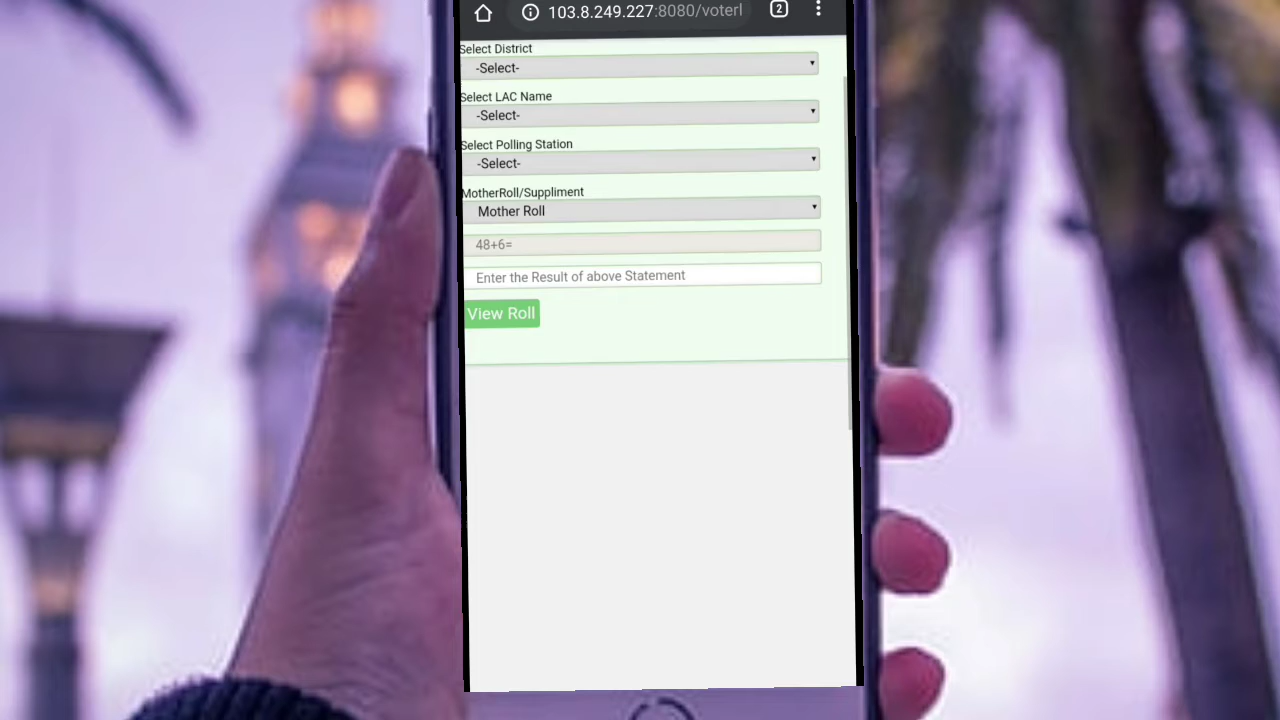 103.8.249.227:8080/voterl
2
Select District
-Select-
Select LAC Name
-Select-
Select Polling Station
-Select-
MotherRoll/Suppliment
Mother Roll
48+6=
Enter the Result of above Statement
View Roll